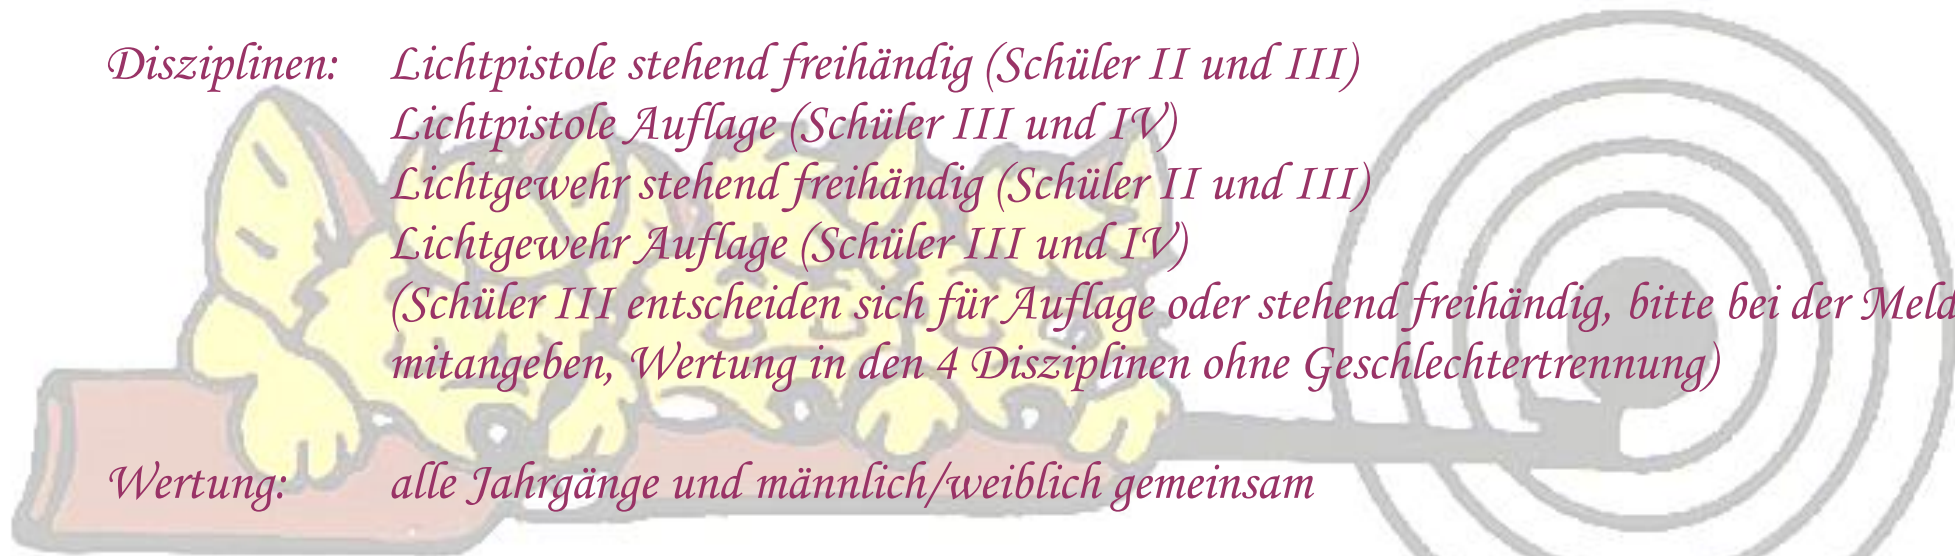 Disziplinen: Lichtpistole stehend freihändig (Schüler II und III)
Lichtpistole Auflage (Schüler III und IV)
Lichtgewehr stehend freihändig (Schüler II und III)
Lichtgewehr Auflage (Schüler III und IV)
(Schüler III entscheiden sich für Auflage oder stehend freihändig, bitte bei der Meld
mitangeben, Wertung in den 4 Disziplinen ohne Geschlechtertrennung)
Wertung: alle Jahrgänge und männlich/weiblich gemeinsam